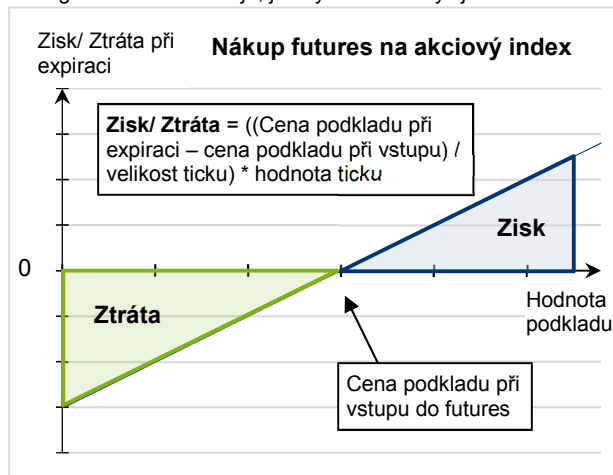 Zisk/ Ztráta při
expiraci
Nákup futures na akciový index
Zisk/ Ztráta = ((Cena podkladu při
expiraci – cena podkladu při vstupu) /
velikost ticku) * hodnota ticku
Zisk
0
Ztráta
Hodnota
podkladu
Cena podkladu při
vstupu do futures